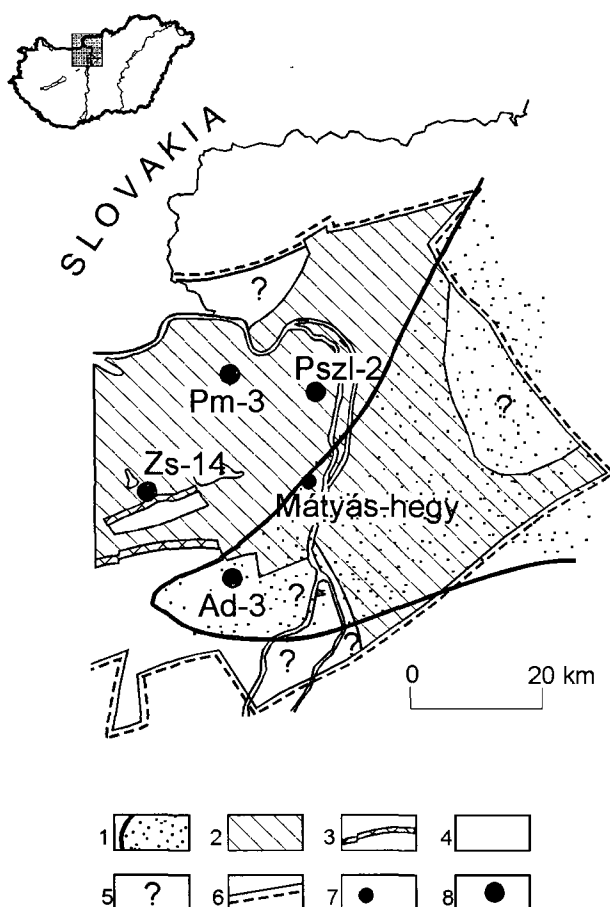 SLOVAKIA
?
Pszl-2
Pm-3
?
Zs-14
Mátyás-hegy
Ad-3
?
?
?
0 20 km
1 2 3 4
5 ? 6 7 8